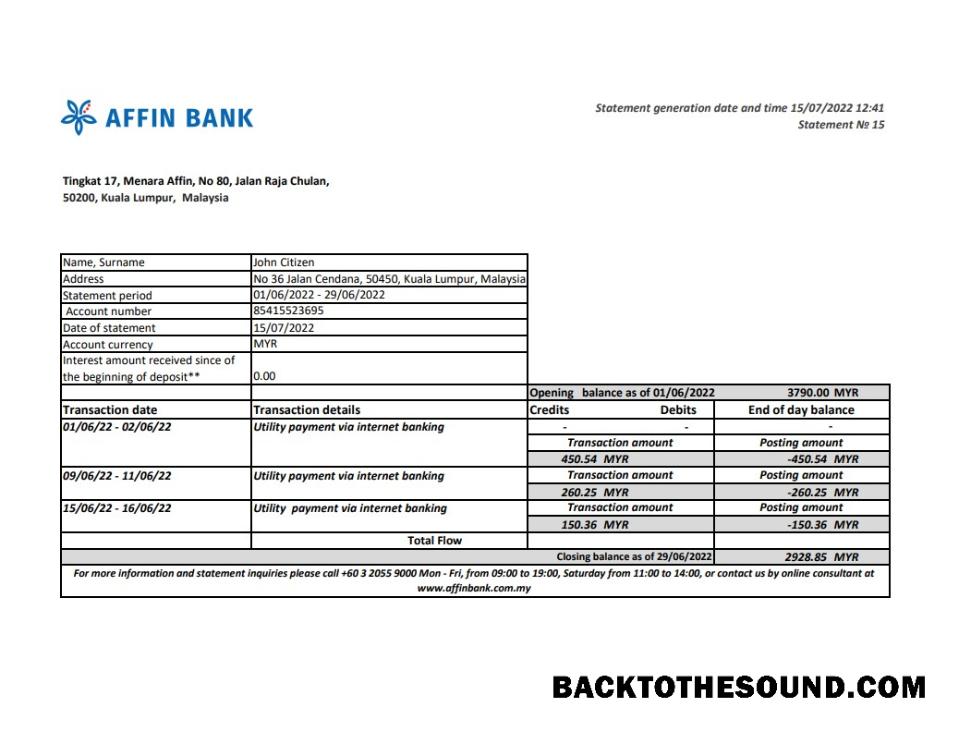 AFFIN BANK
Statement generation date and time 15/07/2022 12:41
Statement № 15
Tingkat 17, Menara Affin, No 80, Jalan Raja Chulan,
50200, Kuala Lumpur, Malaysia
Name, Surname John Citizen
Address No 36 Jalan Cendana, 50450, Kuala Lumpur, Malaysia
Statement period 01/06/2022 - 29/06/2022
Account number 85415523695
Date of statement 15/07/2022
Account currency MYR
Interest amount received since of
the beginning of deposit** 0.00
Opening balance as of 01/06/2022 3790.00 MYR
Transaction date Transaction details Credits Debits End of day balance
01/06/22 - 02/06/22 Utility payment via internet banking - - -
Transaction amount Posting amount
450.54 MYR -450.54 MYR
09/06/22 - 11/06/22 Utility payment via internet banking Transaction amount Posting amount
260.25 MYR -260.25 MYR
15/06/22 - 16/06/22 Utility payment via internet banking Transaction amount Posting amount
150.36 MYR -150.36 MYR
Total Flow
Closing balance as of 29/06/2022 2928.85 MYR
For more information and statement inquiries please call +60 3 2055 9000 Mon - Fri, from 09:00 to 19:00, Saturday from 11:00 to 14:00, or contact us by online consultant at
www.affinbank.com.my
BACKTOTHESOUND.COM